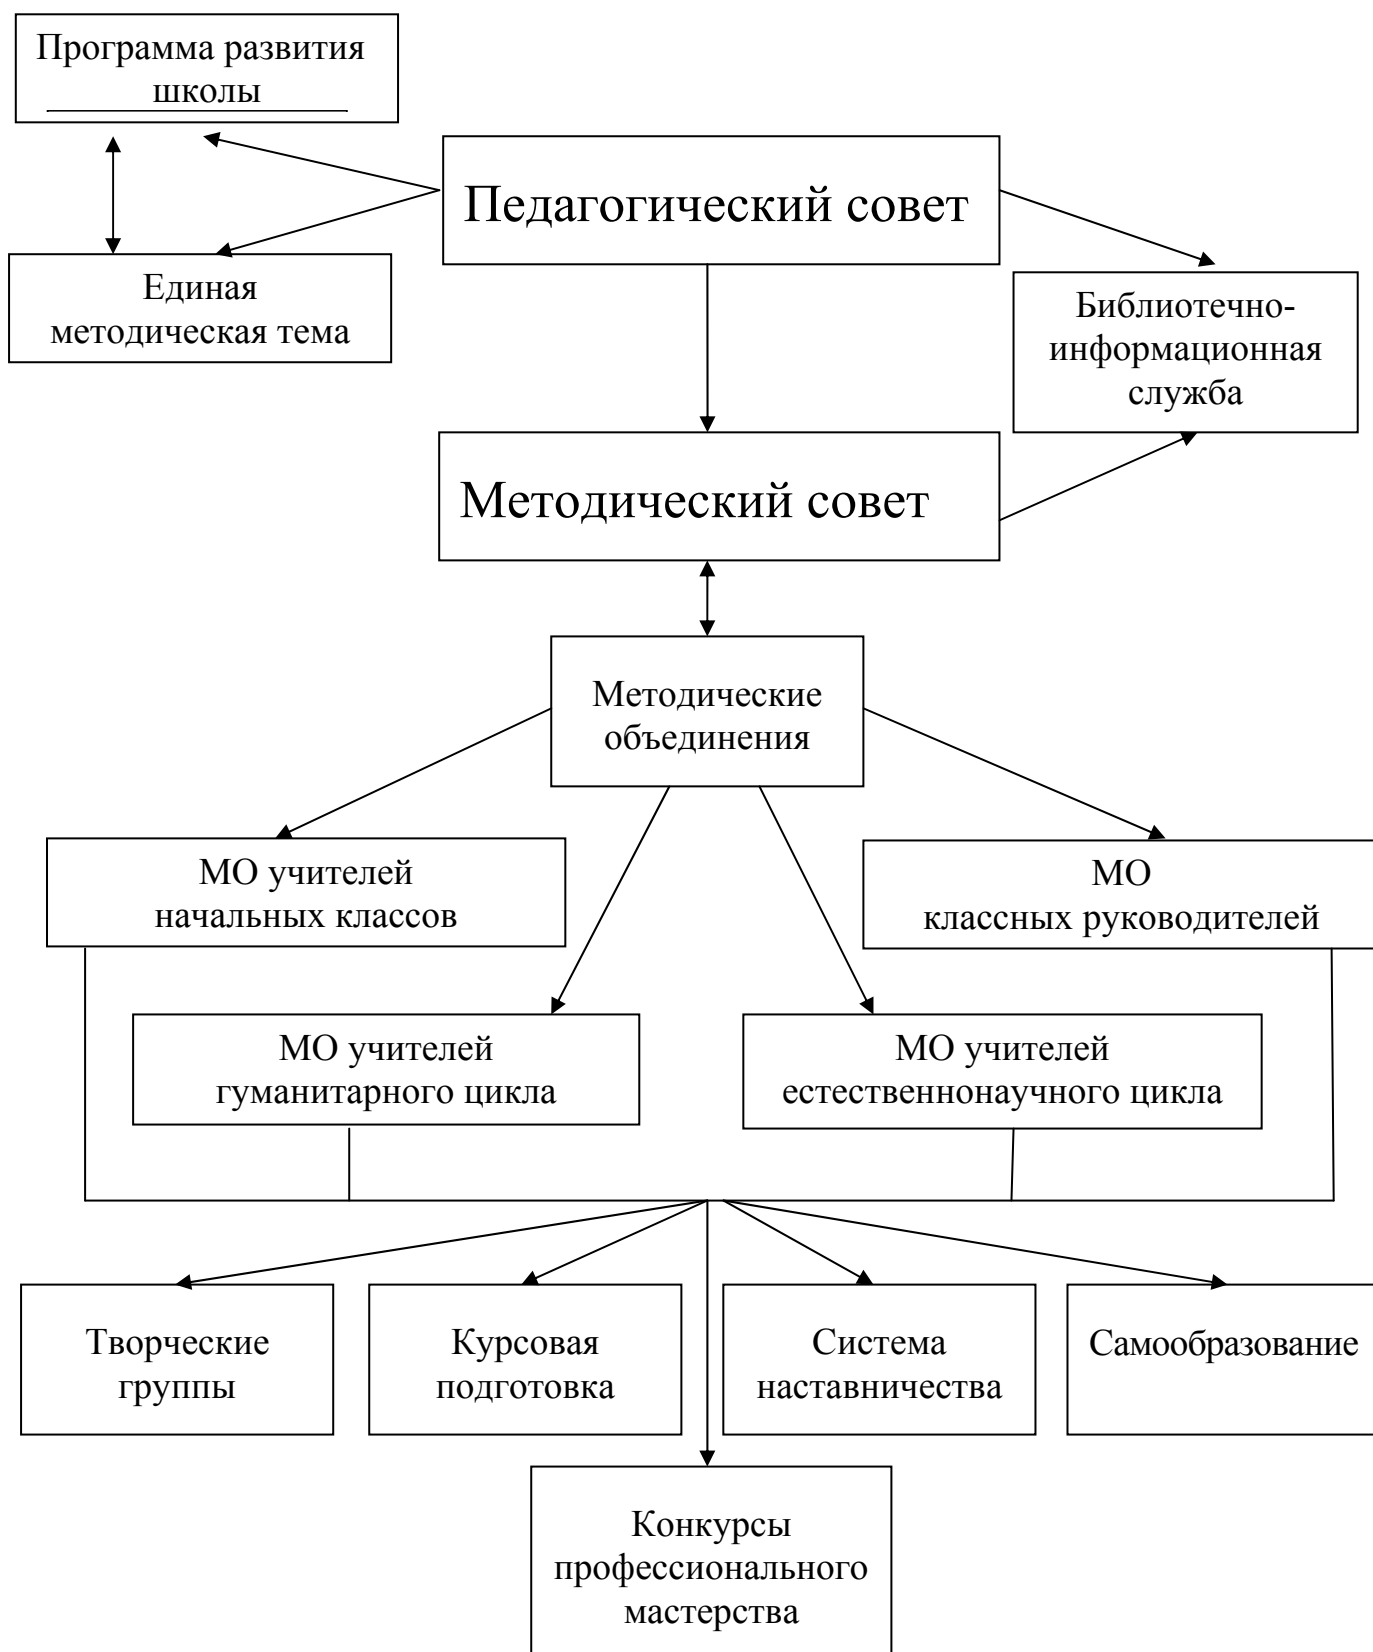 Программа развития
школы
Педагогический совет
Единая
методическая тема
Библиотечно-
информационная
служба
Методический совет
Методические
объединения
МО учителей
начальных классов
МО
классных руководителей
МО учителей
гуманитарного цикла
МО учителей
естественнонаучного цикла
Творческие
группы
Курсовая
подготовка
Система
наставничества
Самообразование
Конкурсы
профессионального
мастерства